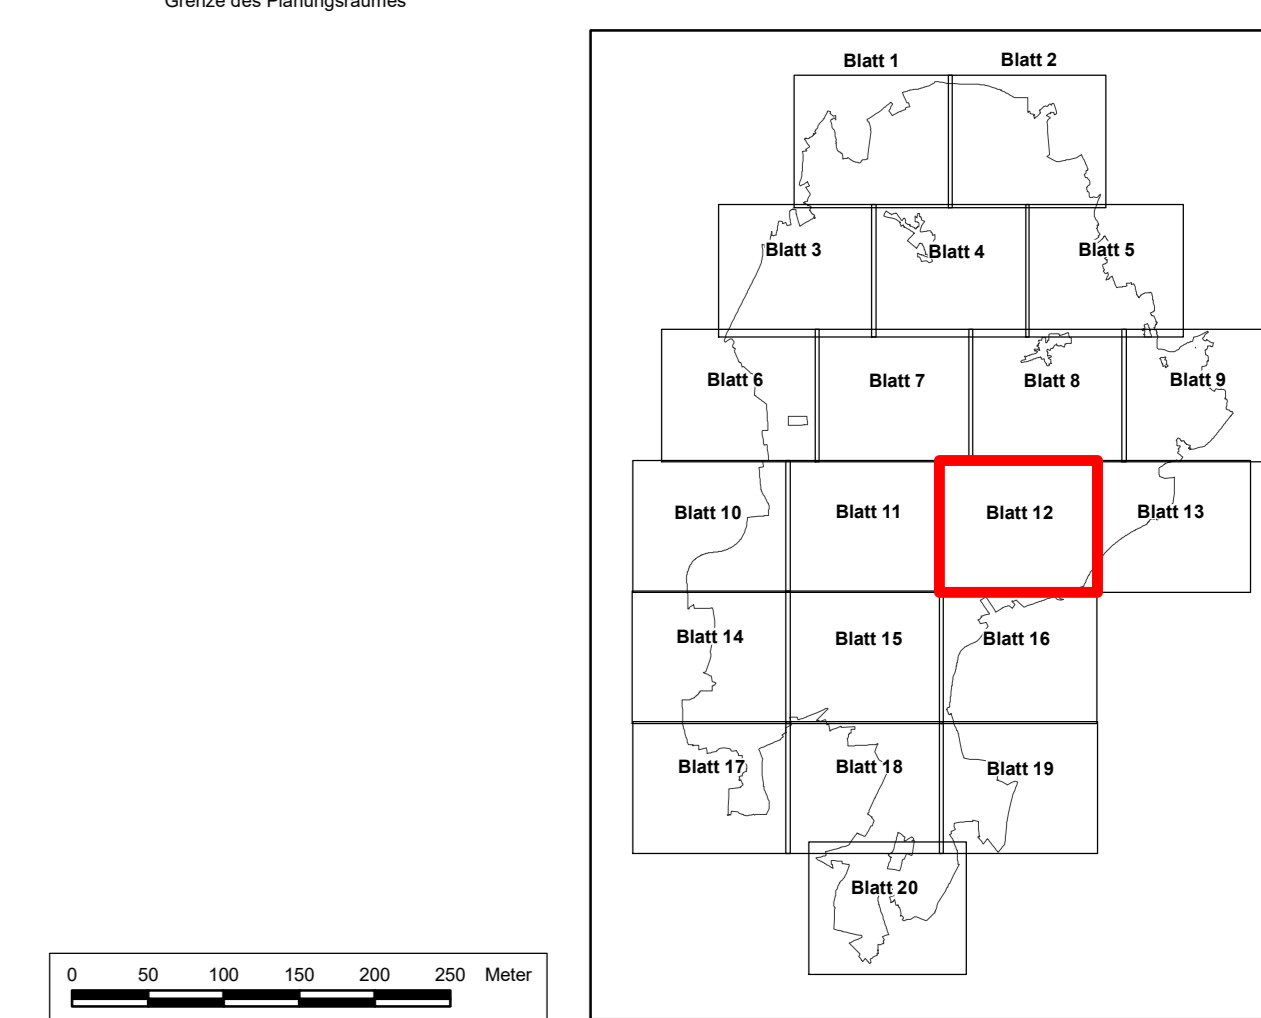 Grenze des Planungsraumes
Blatt 1 Blatt 2
Blatt 3 Blatt 4 Blatt 5
Blatt 6 Blatt 7 Blatt 8 Blatt 9
Blatt 10 Blatt 11 Blatt 12 Blatt 13
Blatt 14 Blatt 15 Blatt 16
Blatt 17 Blatt 18 Blatt 19
Blatt 20
0 50 100 150 200 250 Meter